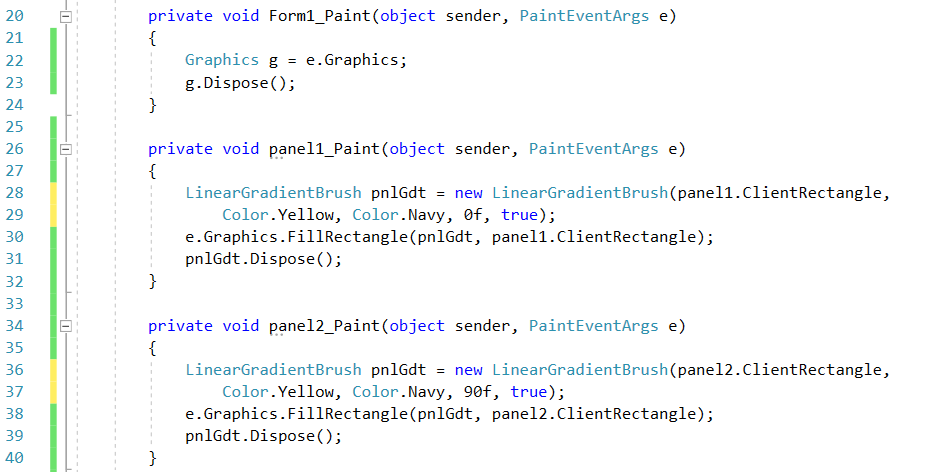 20 private void Form1_Paint(object sender, PaintEventArgs e)
21 {
22 Graphics g = e.Graphics;
23 g.Dispose();
24 }
25
26 private void panel1_Paint(object sender, PaintEventArgs e)
27 {
28 LinearGradientBrush pnlGdt = new LinearGradientBrush(panel1.ClientRectangle,
29 Color.Yellow, Color.Navy, 0f, true);
30 e.Graphics.FillRectangle(pnlGdt, panel1.ClientRectangle);
31 pnlGdt.Dispose();
32 }
33
34 private void panel2_Paint(object sender, PaintEventArgs e)
35 {
36 LinearGradientBrush pnlGdt = new LinearGradientBrush(panel2.ClientRectangle,
37 Color.Yellow, Color.Navy, 90f, true);
38 e.Graphics.FillRectangle(pnlGdt, panel2.ClientRectangle);
39 pnlGdt.Dispose();
40 }